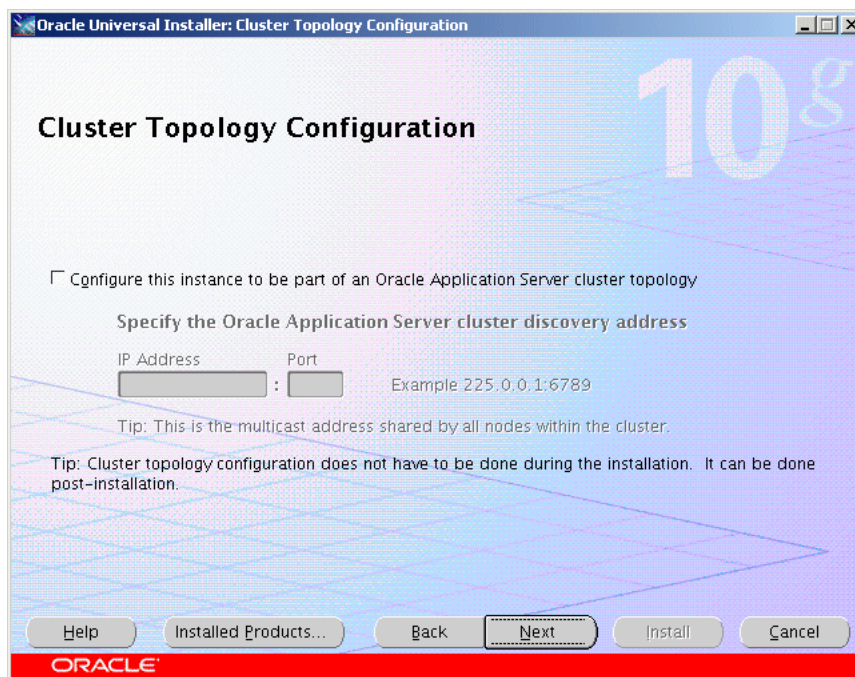 Oracle Universal Installer: Cluster Topology Configuration
10g
Cluster Topology Configuration
Configure this instance to be part of an Oracle Application Server cluster topology
Specify the Oracle Application Server cluster discovery address
IP Address Port
: Example 225.0.0.1:6789
Tip: This is the multicast address shared by all nodes within the cluster.
Tip: Cluster topology configuration does not have to be done during the installation. It can be done
post-installation.
Help Installed Products... Back Next Install Cancel
ORACLE